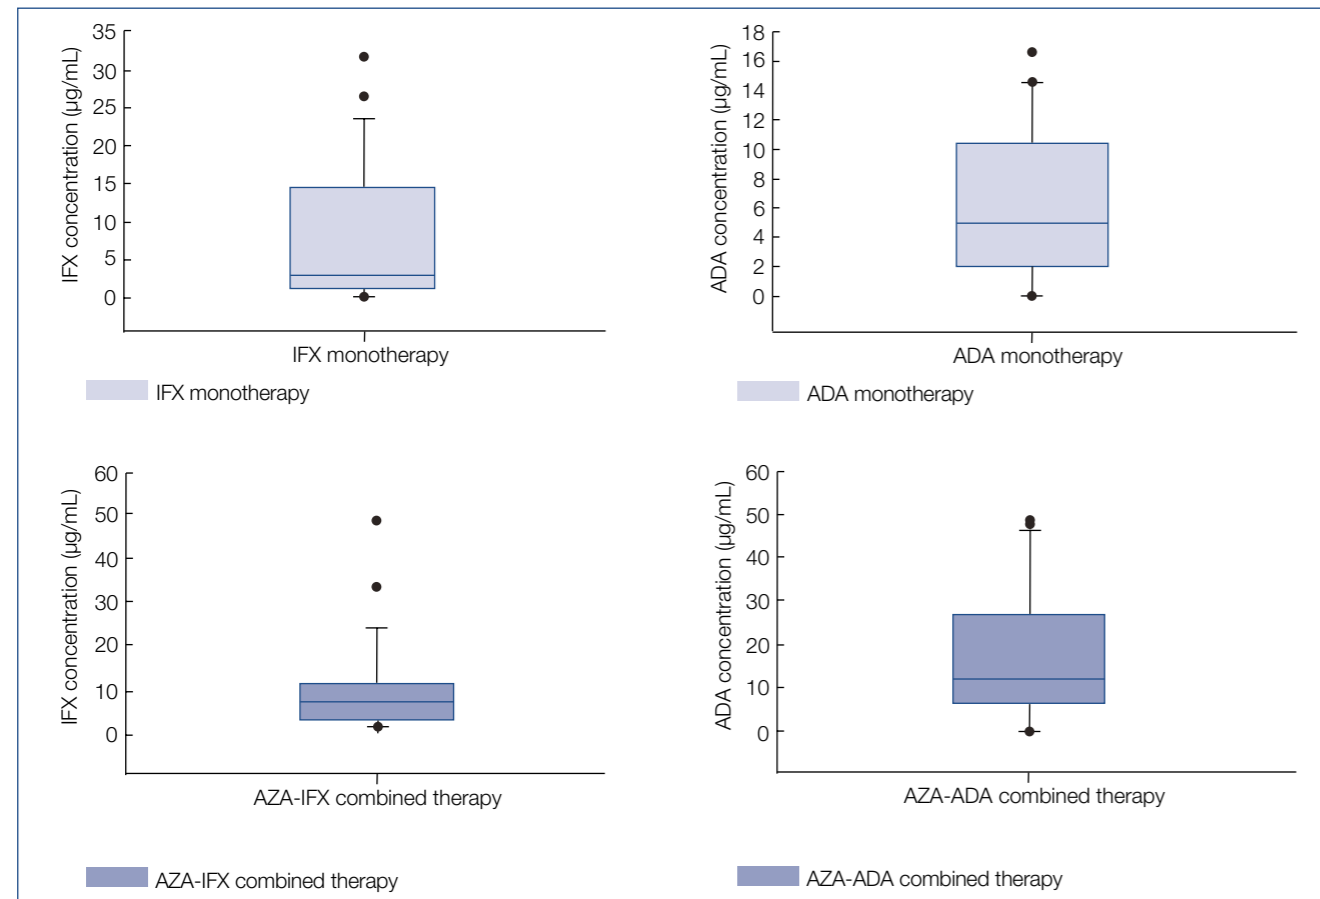 IFX concentration (µg/mL)
35
30
25
20
15
10
5
0
IFX monotherapy
IFX monotherapy
ADA concentration (µg/mL)
18
16
14
12
10
8
6
4
2
0
ADA monotherapy
ADA monotherapy
IFX concentration (µg/mL)
60
50
40
30
20
10
0
AZA-IFX combined therapy
AZA-IFX combined therapy
ADA concentration (µg/mL)
60
50
40
30
20
10
0
AZA-ADA combined therapy
AZA-ADA combined therapy